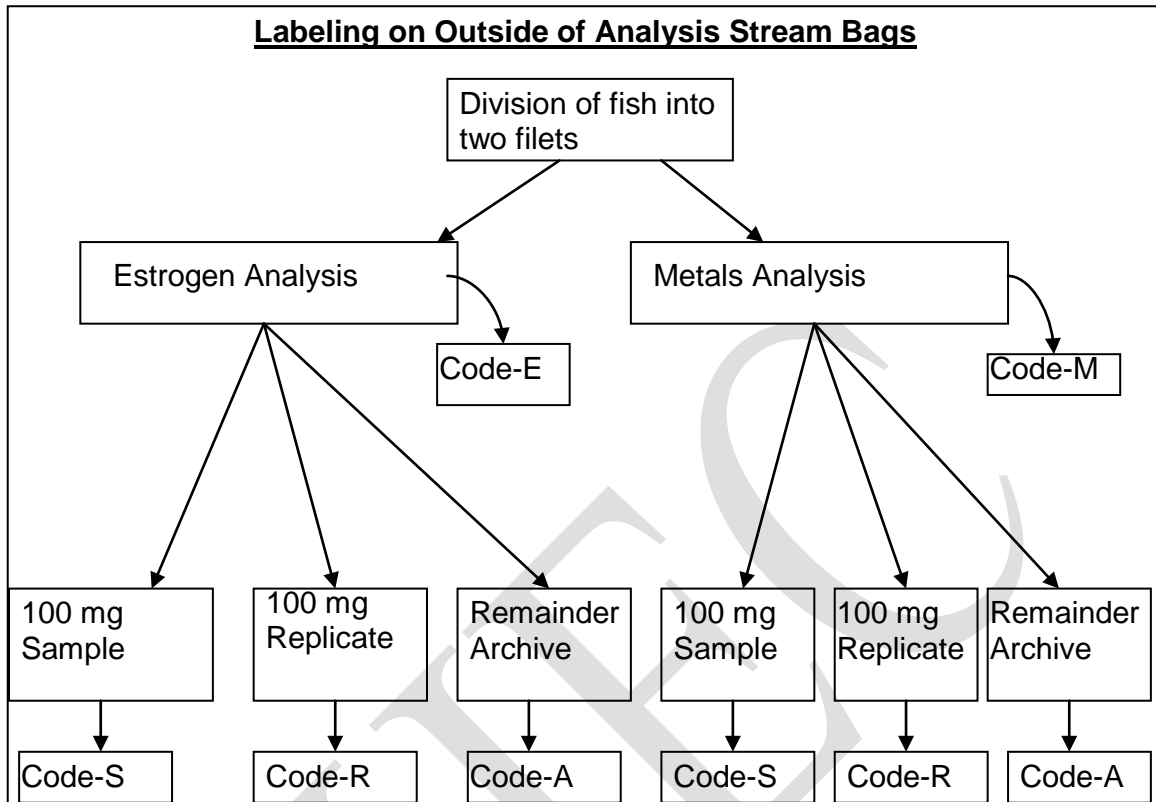 Labeling on Outside of Analysis Stream Bags
Division of fish into
two filets
Estrogen Analysis
Metals Analysis
Code-E
Code-M
100 mg
Sample
100 mg
Replicate
Remainder
Archive
100 mg
Sample
100 mg
Replicate
Remainder
Archive
Code-S
Code-R
Code-A
Code-S
Code-R
Code-A